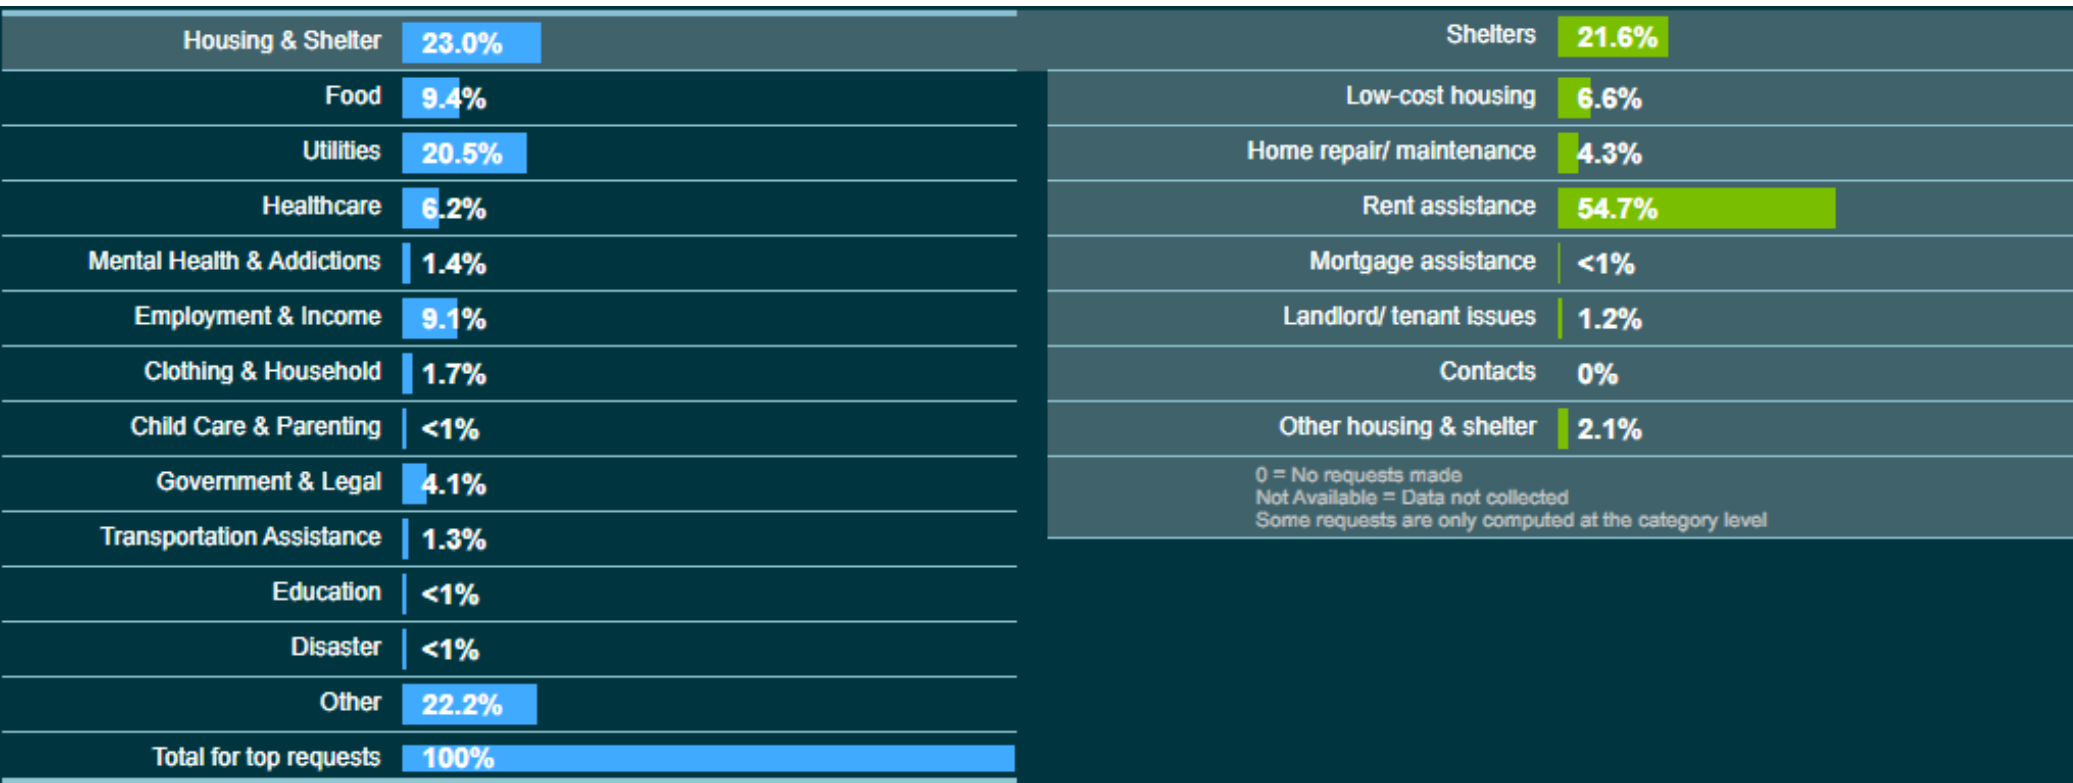 Housing & Shelter 23.0%
Food 9.4%
Utilities 20.5%
Healthcare 6.2%
Mental Health & Addictions 1.4%
Employment & Income 9.1%
Clothing & Household 1.7%
Child Care & Parenting <1%
Government & Legal 4.1%
Transportation Assistance 1.3%
Education <1%
Disaster <1%
Other 22.2%
Total for top requests 100%
Shelters 21.6%
Low-cost housing 6.6%
Home repair/ maintenance 4.3%
Rent assistance 54.7%
Mortgage assistance <1%
Landlord/ tenant issues 1.2%
Contacts 0%
Other housing & shelter 2.1%
0 = No requests made
Not Available = Data not collected
Some requests are only computed at the category level